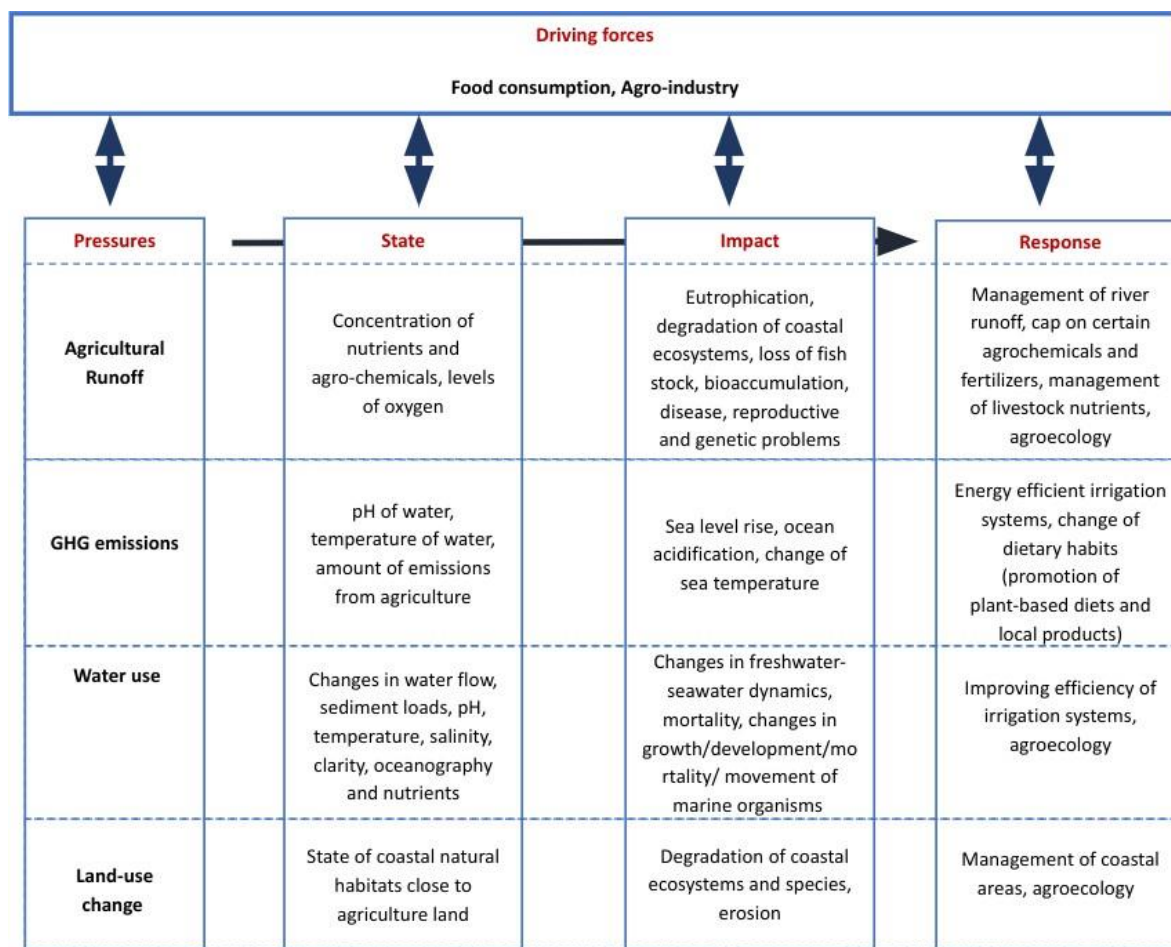 Driving forces
Food consumption, Agro-industry
Pressures
State
Impact
Response
Agricultural
Runoff
Concentration of
nutrients and
agro-chemicals, levels
of oxygen
Eutrophication,
degradation of coastal
ecosystems, loss of fish
stock, bioaccumulation,
disease, reproductive
and genetic problems
Management of river
runoff, cap on certain
agrochemicals and
fertilizers, management
of livestock nutrients,
agroecology
GHG emissions
pH of water,
temperature of water,
amount of emissions
from agriculture
Sea level rise, ocean
acidification, change of
sea temperature
Energy efficient irrigation
systems, change of
dietary habits
(promotion of
plant-based diets and
local products)
Water use
Changes in water flow,
sediment loads, pH,
temperature, salinity,
clarity, oceanography
and nutrients
Changes in freshwater-
seawater dynamics,
mortality, changes in
growth/development/mo
rtality/ movement of
marine organisms
Improving efficiency of
irrigation systems,
agroecology
Land-use
change
State of coastal natural
habitats close to
agriculture land
Degradation of coastal
ecosystems and species,
erosion
Management of coastal
areas, agroecology